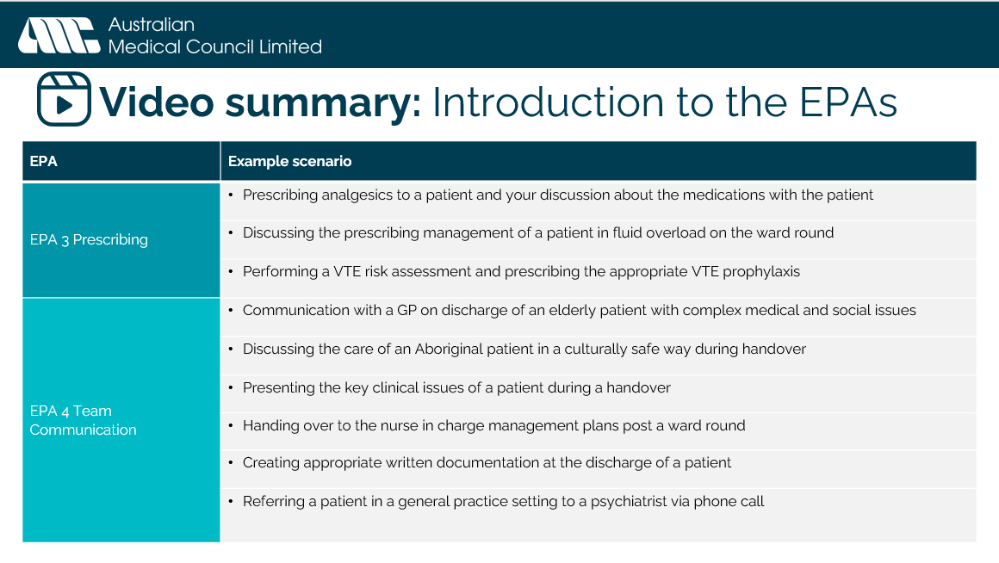 Australian
Medical Council Limited
Video summary: Introduction to the EPAs
EPA
Example scenario
EPA 3 Prescribing
• Prescribing analgesics to a patient and your discussion about the medications with the patient
• Discussing the prescribing management of a patient in fluid overload on the ward round
• Performing a VTE risk assessment and prescribing the appropriate VTE prophylaxis
EPA 4 Team
Communication
• Communication with a GP on discharge of an elderly patient with complex medical and social issues
• Discussing the care of an Aboriginal patient in a culturally safe way during handover
• Presenting the key clinical issues of a patient during a handover
• Handing over to the nurse in charge management plans post a ward round
• Creating appropriate written documentation at the discharge of a patient
• Referring a patient in a general practice setting to a psychiatrist via phone call